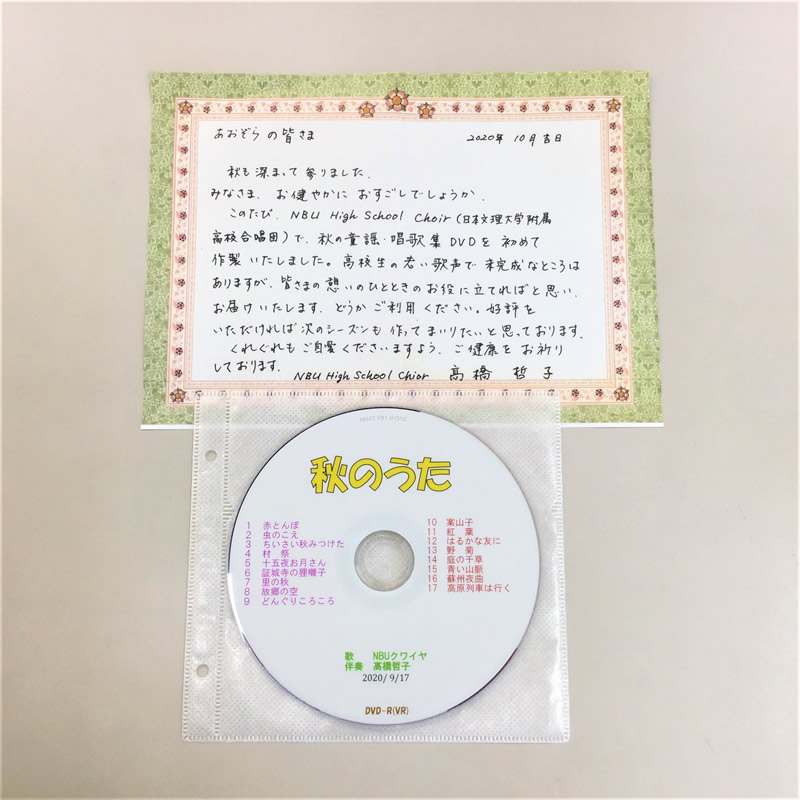 あおぞらの皆さま
2020年 10月吉日
秋も深まって参りました。
みなさま、お健やかに おすごしでしょうか。
このたび、NBU High School Choir (日本文理大学附属
高校合唱団)で、秋の童謡・唱歌集DVDを初めて
作製いたしました。高校生の若い歌声で未完成なところは
ありますが、皆さまの憩いのひとときのお役に立てればと思い、
お届けいたします。どうかご利用ください。好評を
いただければ次のシーズンも作ってまいりたいと思っております。
くれぐれもご自愛くださいますよう、ご健康をお祈り
しております。
NBU High School Chior 高橋 哲子
秋のうた
1 赤とんぼ
2 虫のこえ
3 ちいさい秋みつけた
4 村 祭
5 十五夜お月さん
6 証城寺の狸囃子
7 里の秋
8 故郷の空
9 どんぐりころころ
10 案山子
11 紅 葉
12 はるかな友に
13 野 菊
14 庭の千草
15 青い山脈
16 蘇州夜曲
17 高原列車は行く
歌 NBUクワイヤ
伴奏 高橋哲子
2020/9/17
DVD-R(VR)